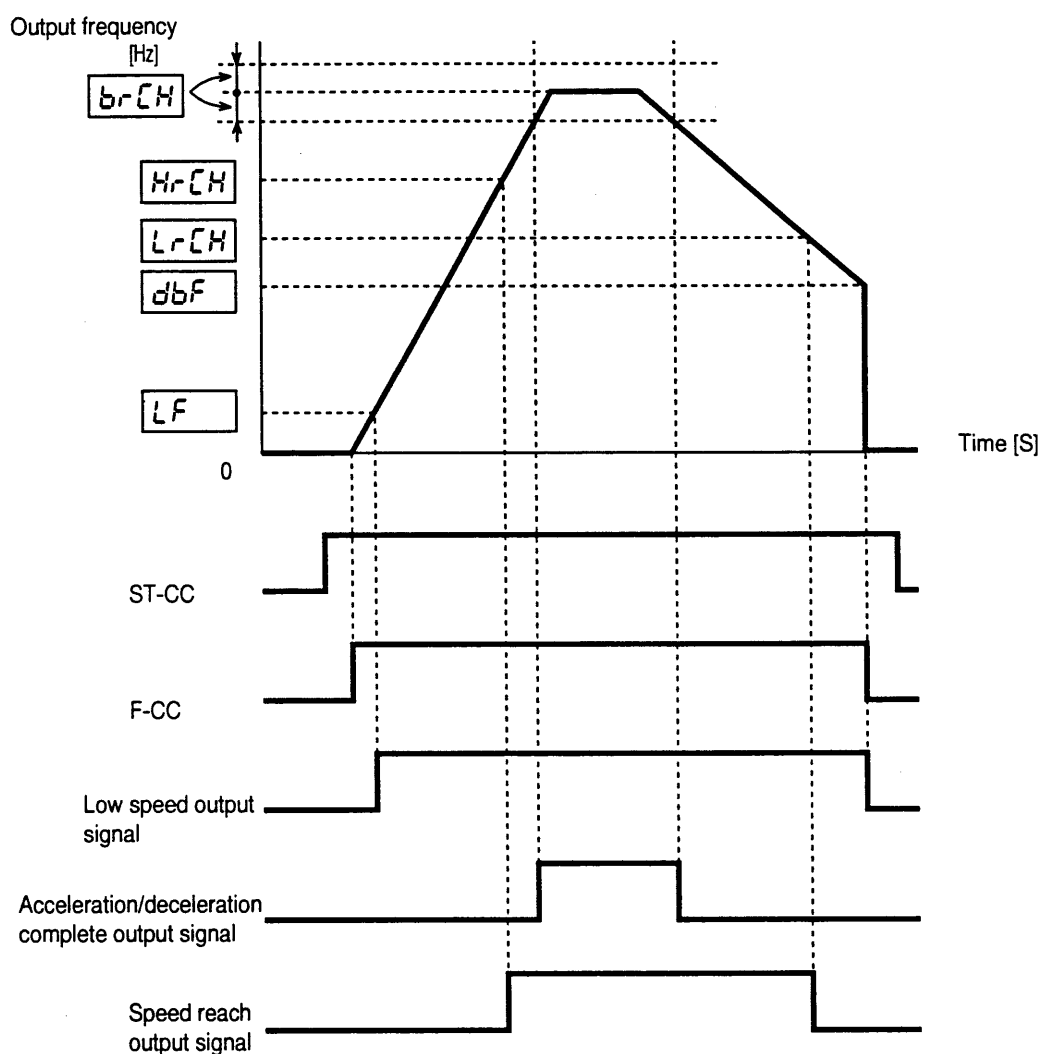 Output frequency
[Hz]
brCH
HrCH
LrCH
dbF
LF
0
Time [S]
ST-CC
F-CC
Low speed output
signal
Acceleration/deceleration
complete output signal
Speed reach
output signal